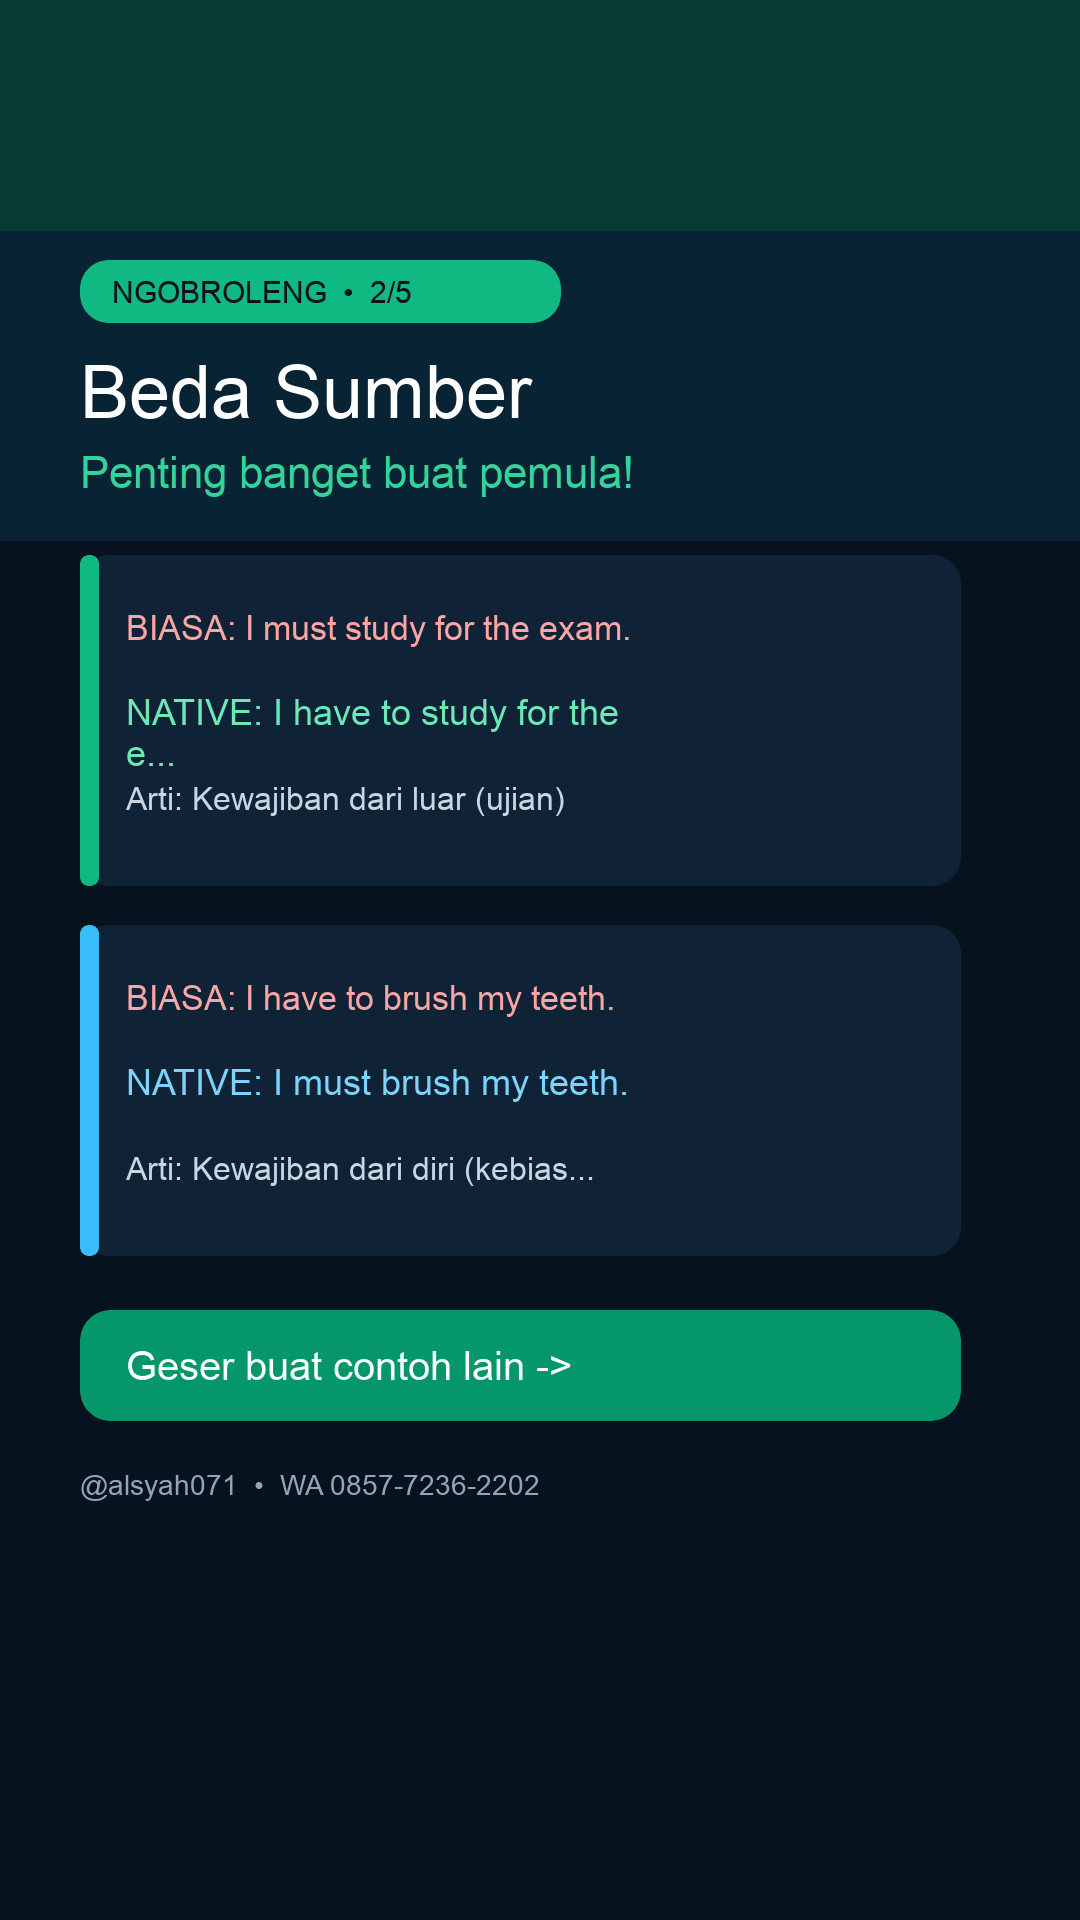 NGOBROLENG • 2/5
Beda Sumber
Penting banget buat pemula!
BIASA: I must study for the exam.
NATIVE: I have to study for the
e...
Arti: Kewajiban dari luar (ujian)
BIASA: I have to brush my teeth.
NATIVE: I must brush my teeth.
Arti: Kewajiban dari diri (kebias...
Geser buat contoh lain ->
@alsyah071 • WA 0857-7236-2202